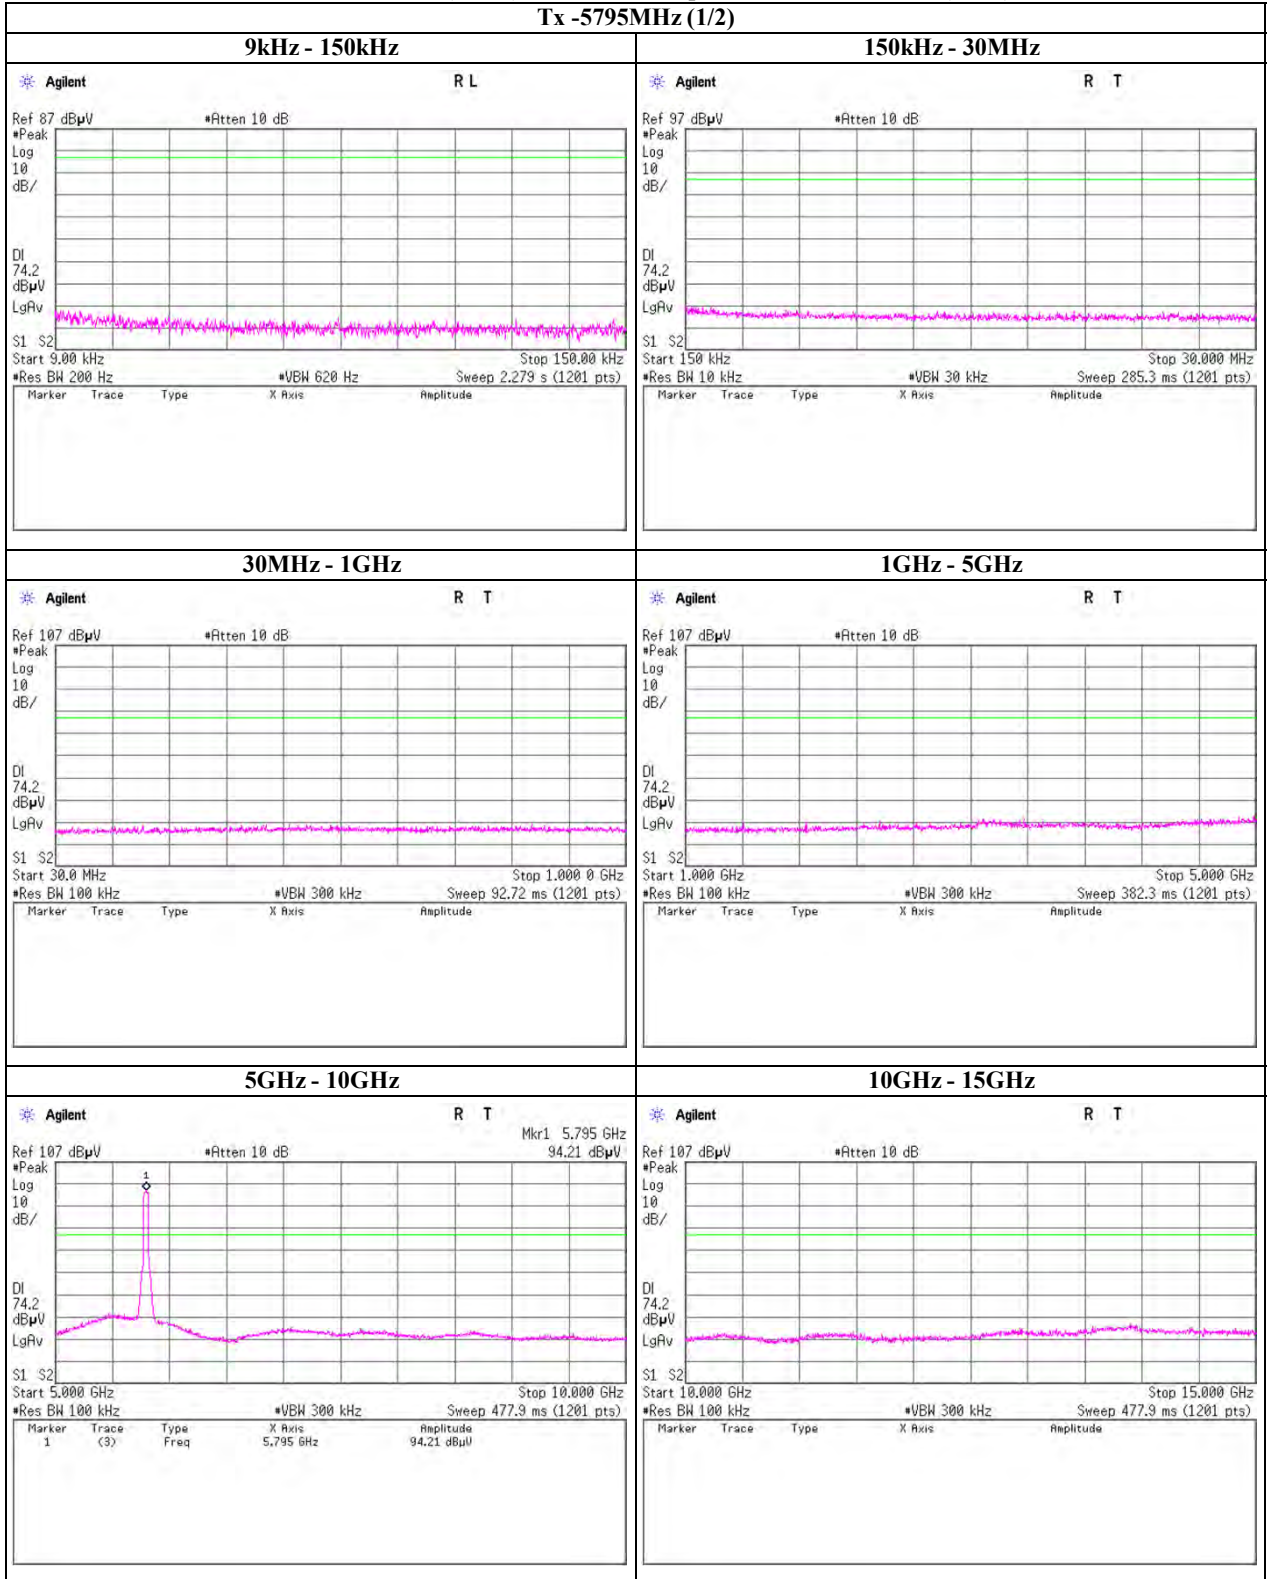 Tx -5795MHz (1/2)
9kHz - 150kHz
Agilent R L
Ref 87 dBµV #Atten 10 dB
#Peak
Log
10
dB/
DI
74.2
dBµV
LgAv
S1 S2
Start 9.00 kHz Stop 150.00 kHz
#Res BW 200 Hz #VBW 620 Hz Sweep 2.279 s (1201 pts)
Marker Trace Type X Axis Amplitude
150kHz - 30MHz
Agilent R T
Ref 97 dBµV #Atten 10 dB
#Peak
Log
10
dB/
DI
74.2
dBµV
LgAv
S1 S2
Start 150 kHz Stop 30.000 MHz
#Res BW 10 kHz #VBW 30 kHz Sweep 285.3 ms (1201 pts)
Marker Trace Type X Axis Amplitude
30MHz - 1GHz
Agilent R T
Ref 107 dBµV #Atten 10 dB
#Peak
Log
10
dB/
DI
74.2
dBµV
LgAv
S1 S2
Start 30.0 MHz Stop 1.000 0 GHz
#Res BW 100 kHz #VBW 300 kHz Sweep 92.72 ms (1201 pts)
Marker Trace Type X Axis Amplitude
1GHz - 5GHz
Agilent R T
Ref 107 dBµV #Atten 10 dB
#Peak
Log
10
dB/
DI
74.2
dBµV
LgAv
S1 S2
Start 1.000 GHz Stop 5.000 GHz
#Res BW 100 kHz #VBW 300 kHz Sweep 382.3 ms (1201 pts)
Marker Trace Type X Axis Amplitude
5GHz - 10GHz
Agilent R T
Mkr1 5.795 GHz
Ref 107 dBµV #Atten 10 dB 94.21 dBµV
#Peak
1
Log
10
dB/
DI
74.2
dBµV
LgAv
S1 S2
Start 5.000 GHz Stop 10.000 GHz
#Res BW 100 kHz #VBW 300 kHz Sweep 477.9 ms (1201 pts)
Marker Trace Type X Axis Amplitude
1 (3) Freq 5.795 GHz 94.21 dBµV
10GHz - 15GHz
Agilent R T
Ref 107 dBµV #Atten 10 dB
#Peak
Log
10
dB/
DI
74.2
dBµV
LgAv
S1 S2
Start 10.000 GHz Stop 15.000 GHz
#Res BW 100 kHz #VBW 300 kHz Sweep 477.9 ms (1201 pts)
Marker Trace Type X Axis Amplitude